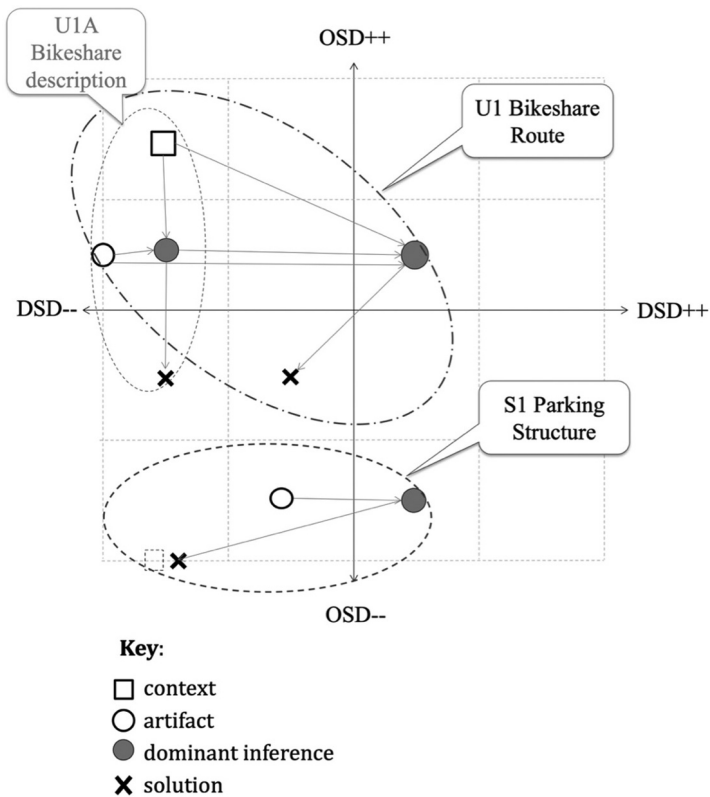 U1A
Bikeshare
description
OSD++
U1 Bikeshare
Route
DSD--
DSD++
S1 Parking
Structure
OSD--
Key:
context
artifact
dominant inference
solution